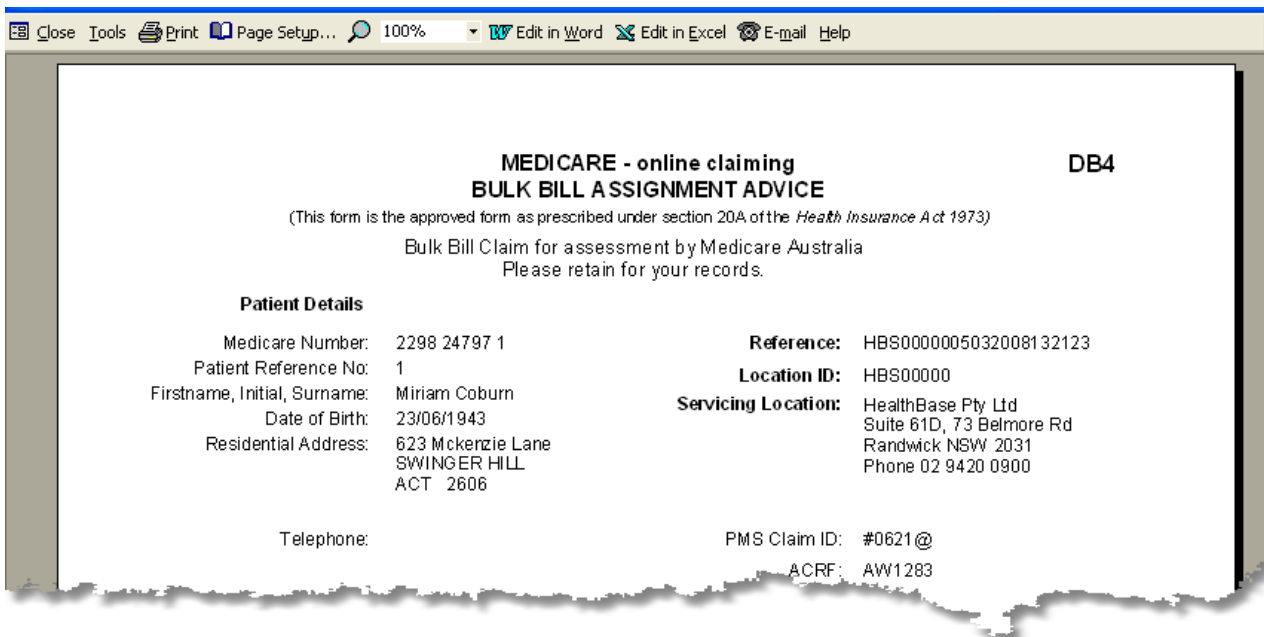 Close Tools Print Page Setup... 100% Edit in Word Edit in Excel E-mail Help
MEDICARE - online claiming
DB4
BULK BILL ASSIGNMENT ADVICE
(This form is the approved form as prescribed under section 20A of the Health Insurance Act 1973)
Bulk Bill Claim for assessment by Medicare Australia
Please retain for your records.
Patient Details
Medicare Number: 2298 24797 1
Patient Reference No: 1
Firstname, Initial, Surname: Miriam Coburn
Date of Birth: 23/06/1943
Residential Address: 623 Mckenzie Lane
SWINGER HILL
ACT 2606
Telephone:
Reference: HBS0000005032008132123
Location ID: HBS00000
Servicing Location: HealthBase Pty Ltd
Suite 61D, 73 Belmore Rd
Randwick NSW 2031
Phone 02 9420 0900
PMS Claim ID: #0621@
ACRF: AW1283